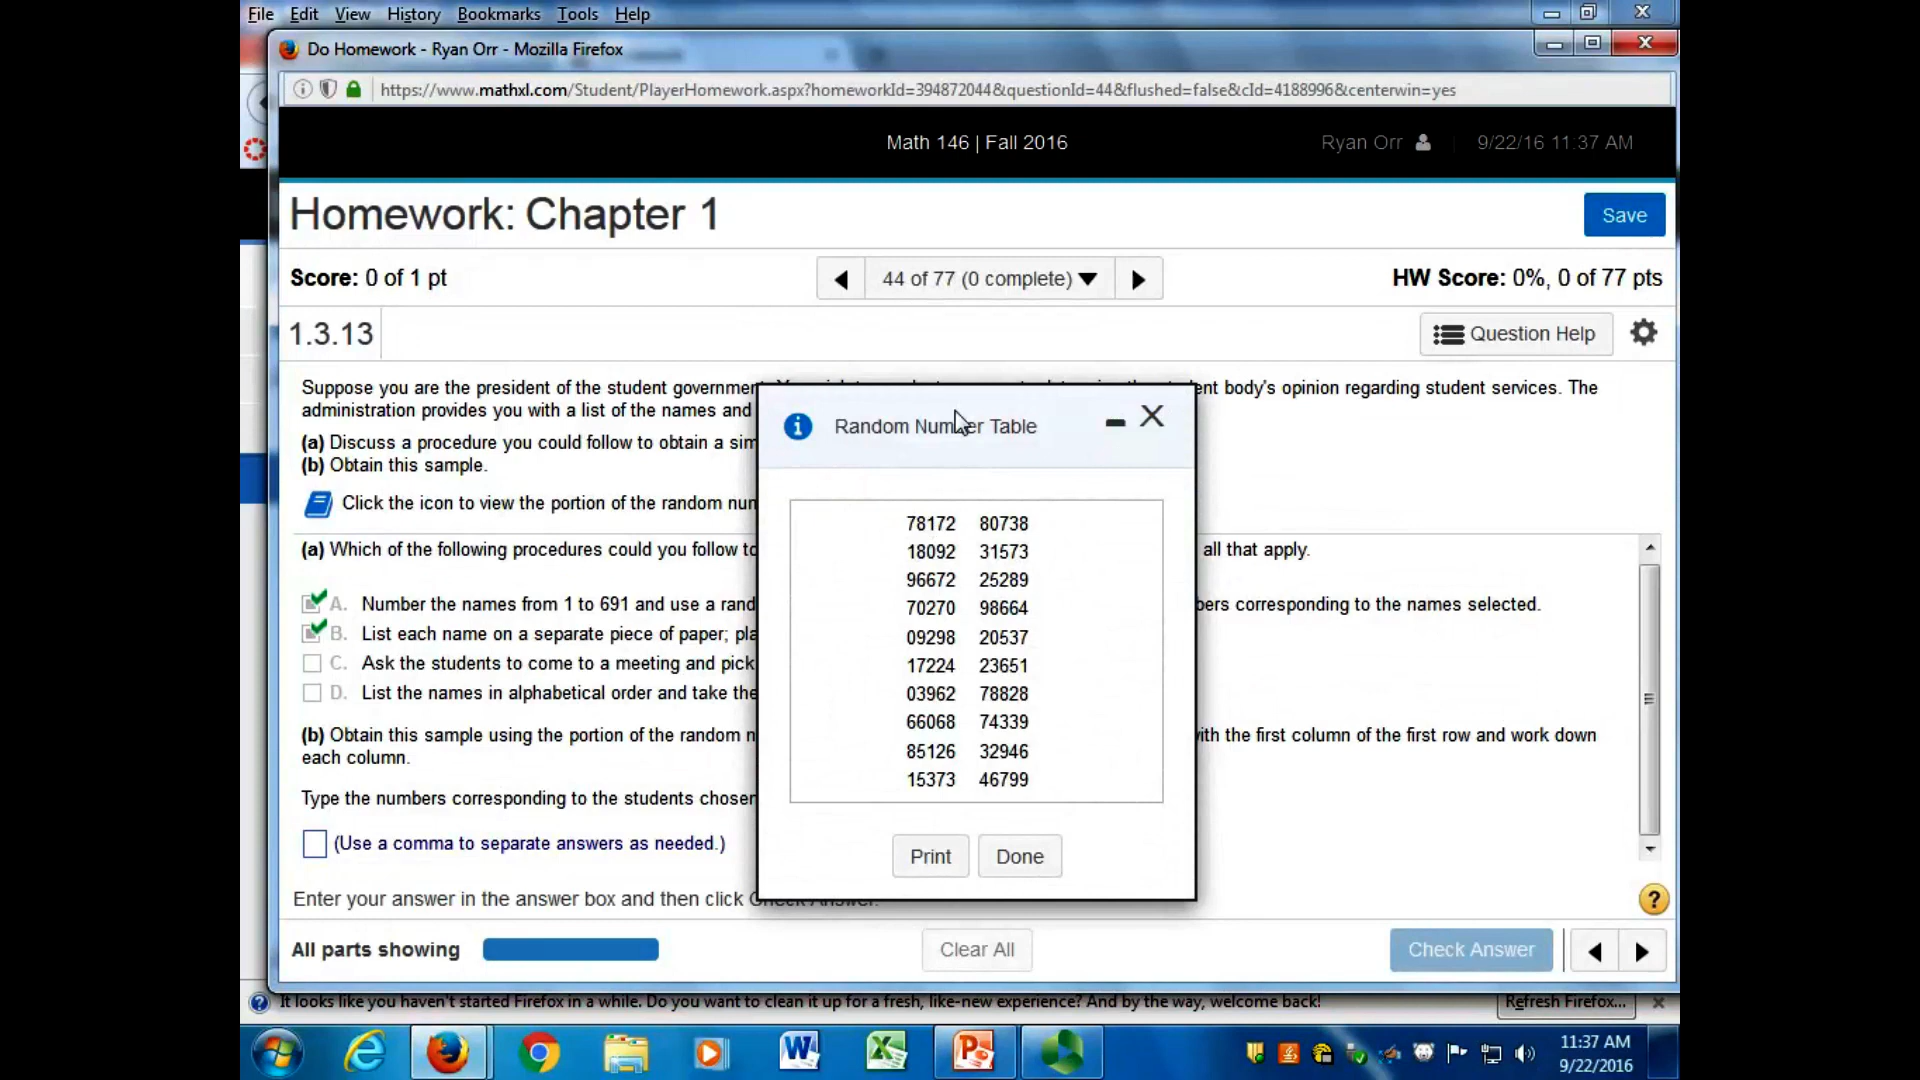 File Edit View History Bookmarks Tools Help
Do Homework - Ryan Orr - Mozilla Firefox
https://www.mathxl.com/Student/PlayerHomework.aspx?homeworkId=394872044&questionId=44&flushed=false&cId=4188996&centerwin=yes
Math 146 | Fall 2016
Ryan Orr
9/22/16 11:37 AM
Homework: Chapter 1
Save
Score: 0 of 1 pt
44 of 77 (0 complete)
HW Score: 0%, 0 of 77 pts
1.3.13
Question Help
Suppose you are the president of the student government.
body's opinion regarding student services. The
administration provides you with a list of the names and
(a) Discuss a procedure you could follow to obtain a
(b) Obtain this sample.
Click the icon to view the portion of the random
(a) Which of the following procedures could you follow
all that apply.
A. Number the names from 1 to 691 and use a
corresponding to the names selected.
B. List each name on a separate piece of paper;
C. Ask the students to come to a meeting and pick
D. List the names in alphabetical order and take the
(b) Obtain this sample using the portion of the random
the first column of the first row and work down
each column.
Type the numbers corresponding to the students chosen
(Use a comma to separate answers as needed.)
Enter your answer in the answer box and then click Check Answer.
Random Number Table
78172 80738
18092 31573
96672 25289
70270 98664
09298 20537
17224 23651
03962 78828
66068 74339
85126 32946
15373 46799
Print
Done
All parts showing
Clear All
Check Answer
?
It looks like you haven't started Firefox in a while. Do you want to clean it up for a fresh, like-new experience? And by the way, welcome back!
Refresh Firefox...
11:37 AM
9/22/2016